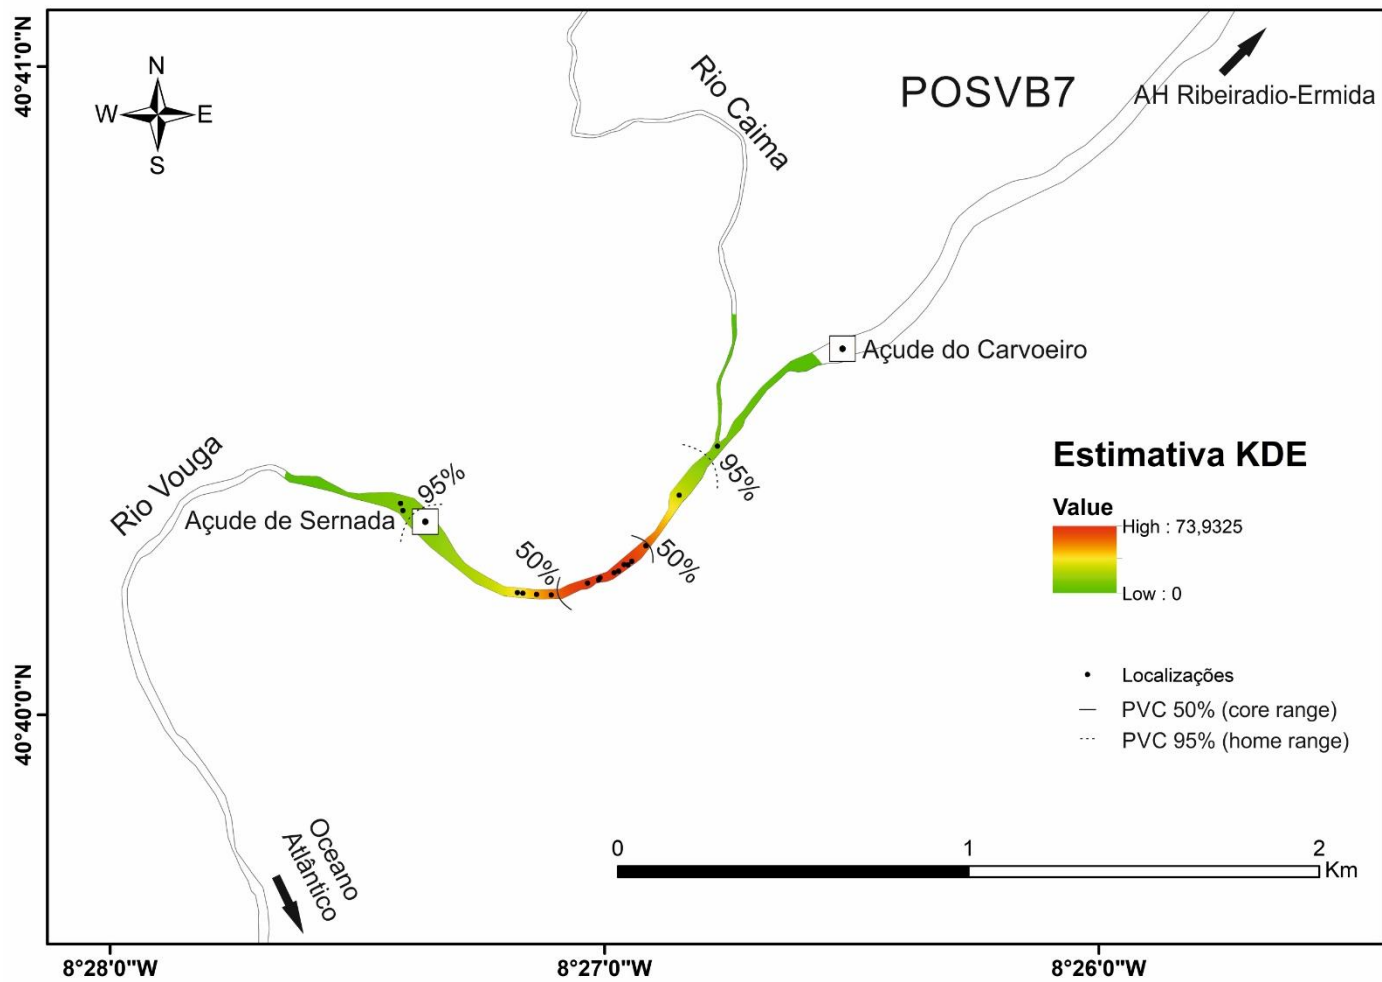 40°41'0"N
40°40'0"N
N
W E
S
Rio Caima
POSVB7
AH Ribeiradio-Ermida
Açude do Carvoeiro
Rio Vouga
Açude de Sernada
95%
50%
50%
95%
Estimativa KDE
Value
High : 73,9325
Low : 0
Localizações
PVC 50% (core range)
PVC 95% (home range)
Oceano
Atlântico
0 1 2
Km
8°28'0"W 8°27'0"W 8°26'0"W